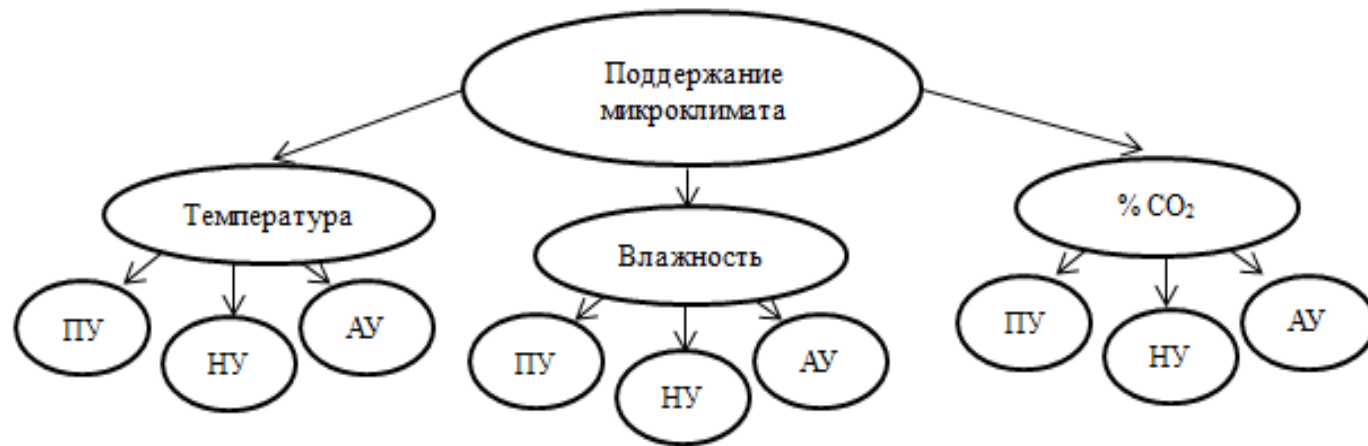 Поддержание
микроклимата
Температура
Влажность
% CO₂
ПУ
НУ
АУ
ПУ
НУ
АУ
ПУ
НУ
АУ